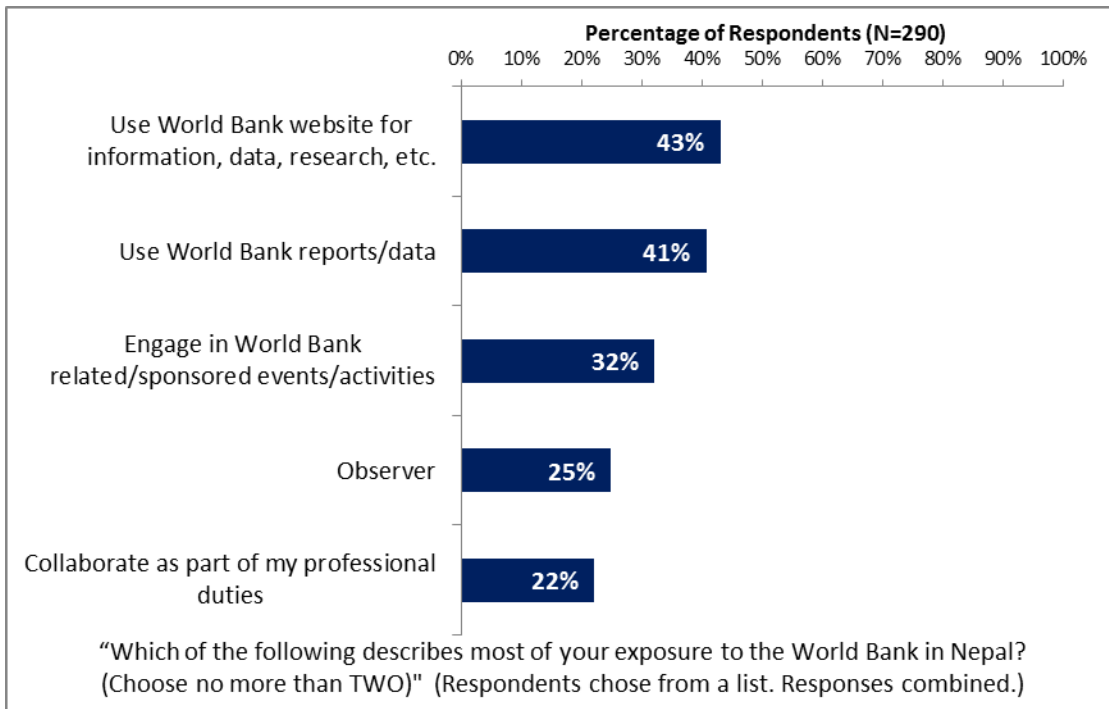 Percentage of Respondents (N=290)
0% 10% 20% 30% 40% 50% 60% 70% 80% 90% 100%
Use World Bank website for
information, data, research, etc.
43%
Use World Bank reports/data
41%
Engage in World Bank
related/sponsored events/activities
32%
Observer
25%
Collaborate as part of my professional
duties
22%
“Which of the following describes most of your exposure to the World Bank in Nepal?
(Choose no more than TWO)" (Respondents chose from a list. Responses combined.)